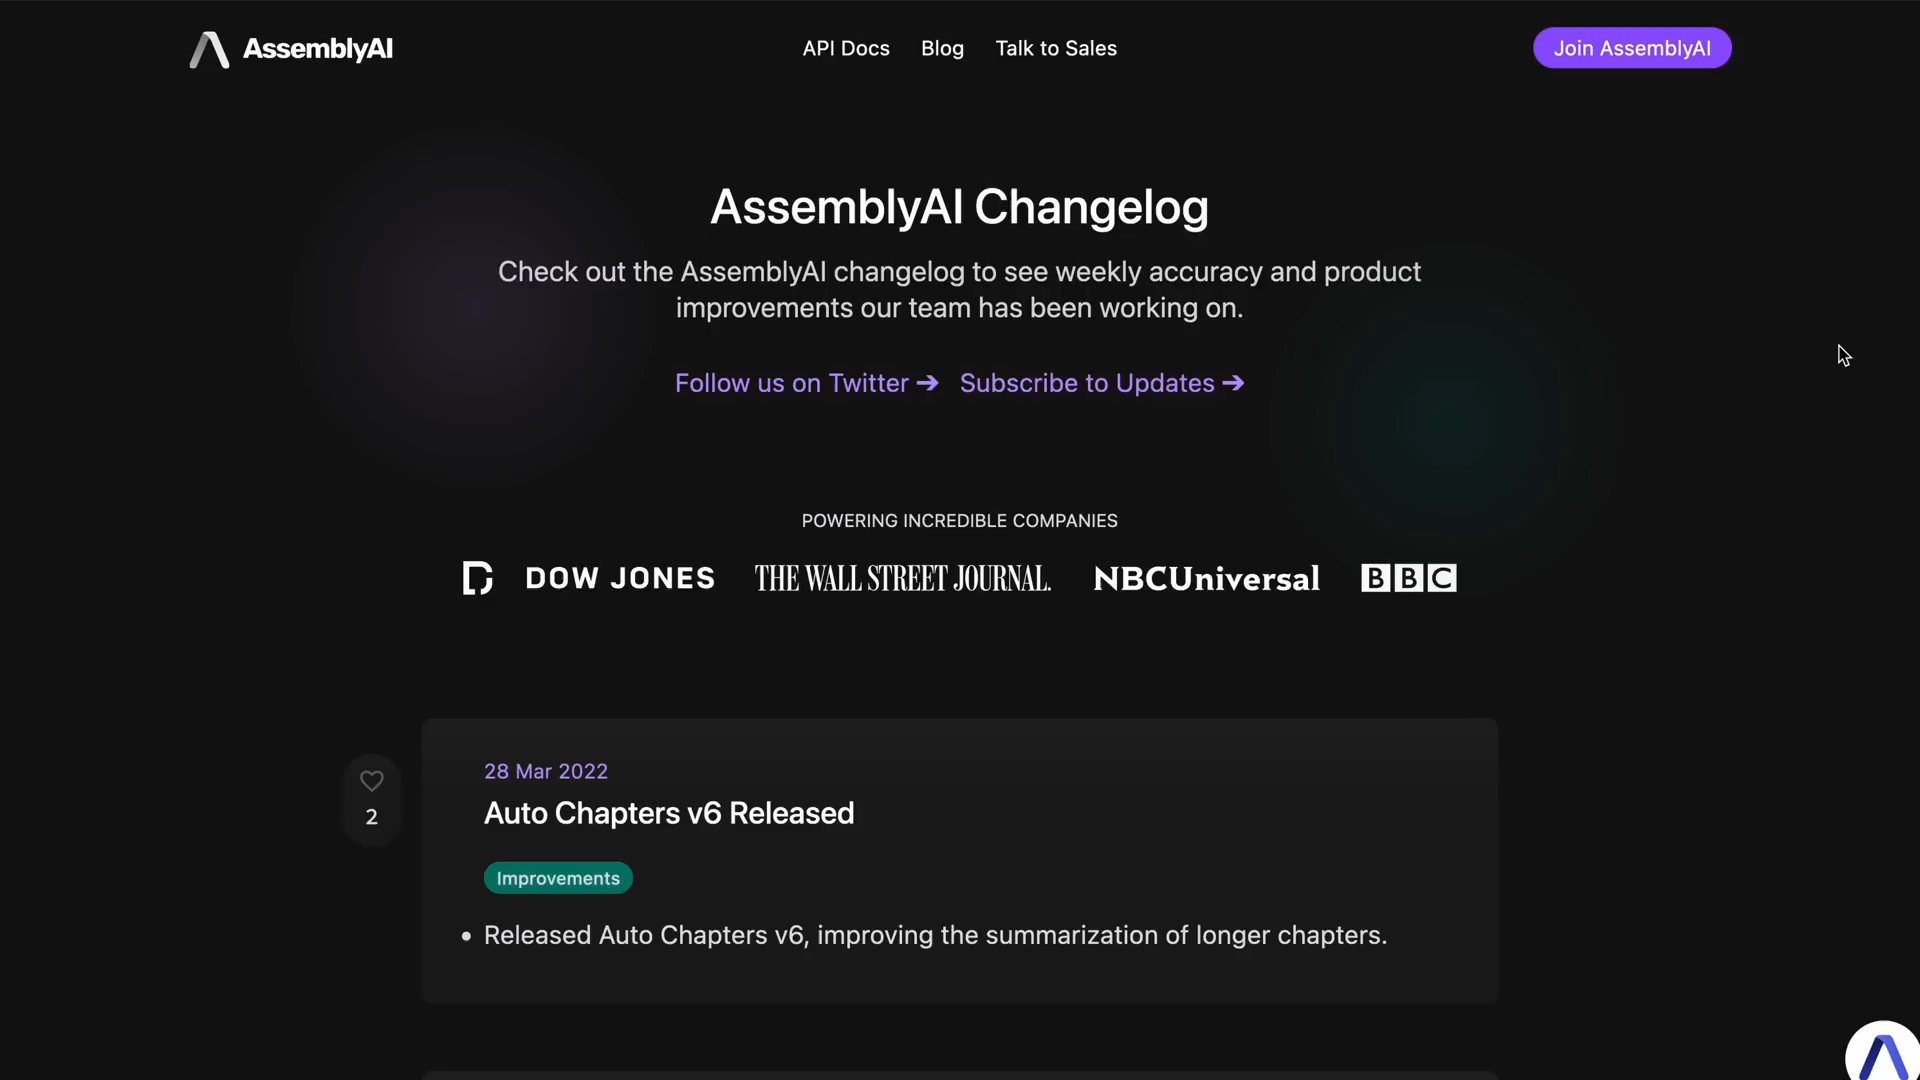 AssemblyAI
API Docs
Blog
Talk to Sales
Join AssemblyAI
AssemblyAI Changelog
Check out the AssemblyAI changelog to see weekly accuracy and product
improvements our team has been working on.
Follow us on Twitter ➔
Subscribe to Updates ➔
POWERING INCREDIBLE COMPANIES
DOW JONES
THE WALL STREET JOURNAL.
NBCUniversal
BBC
28 Mar 2022
Auto Chapters v6 Released
2
Improvements
• Released Auto Chapters v6, improving the summarization of longer chapters.